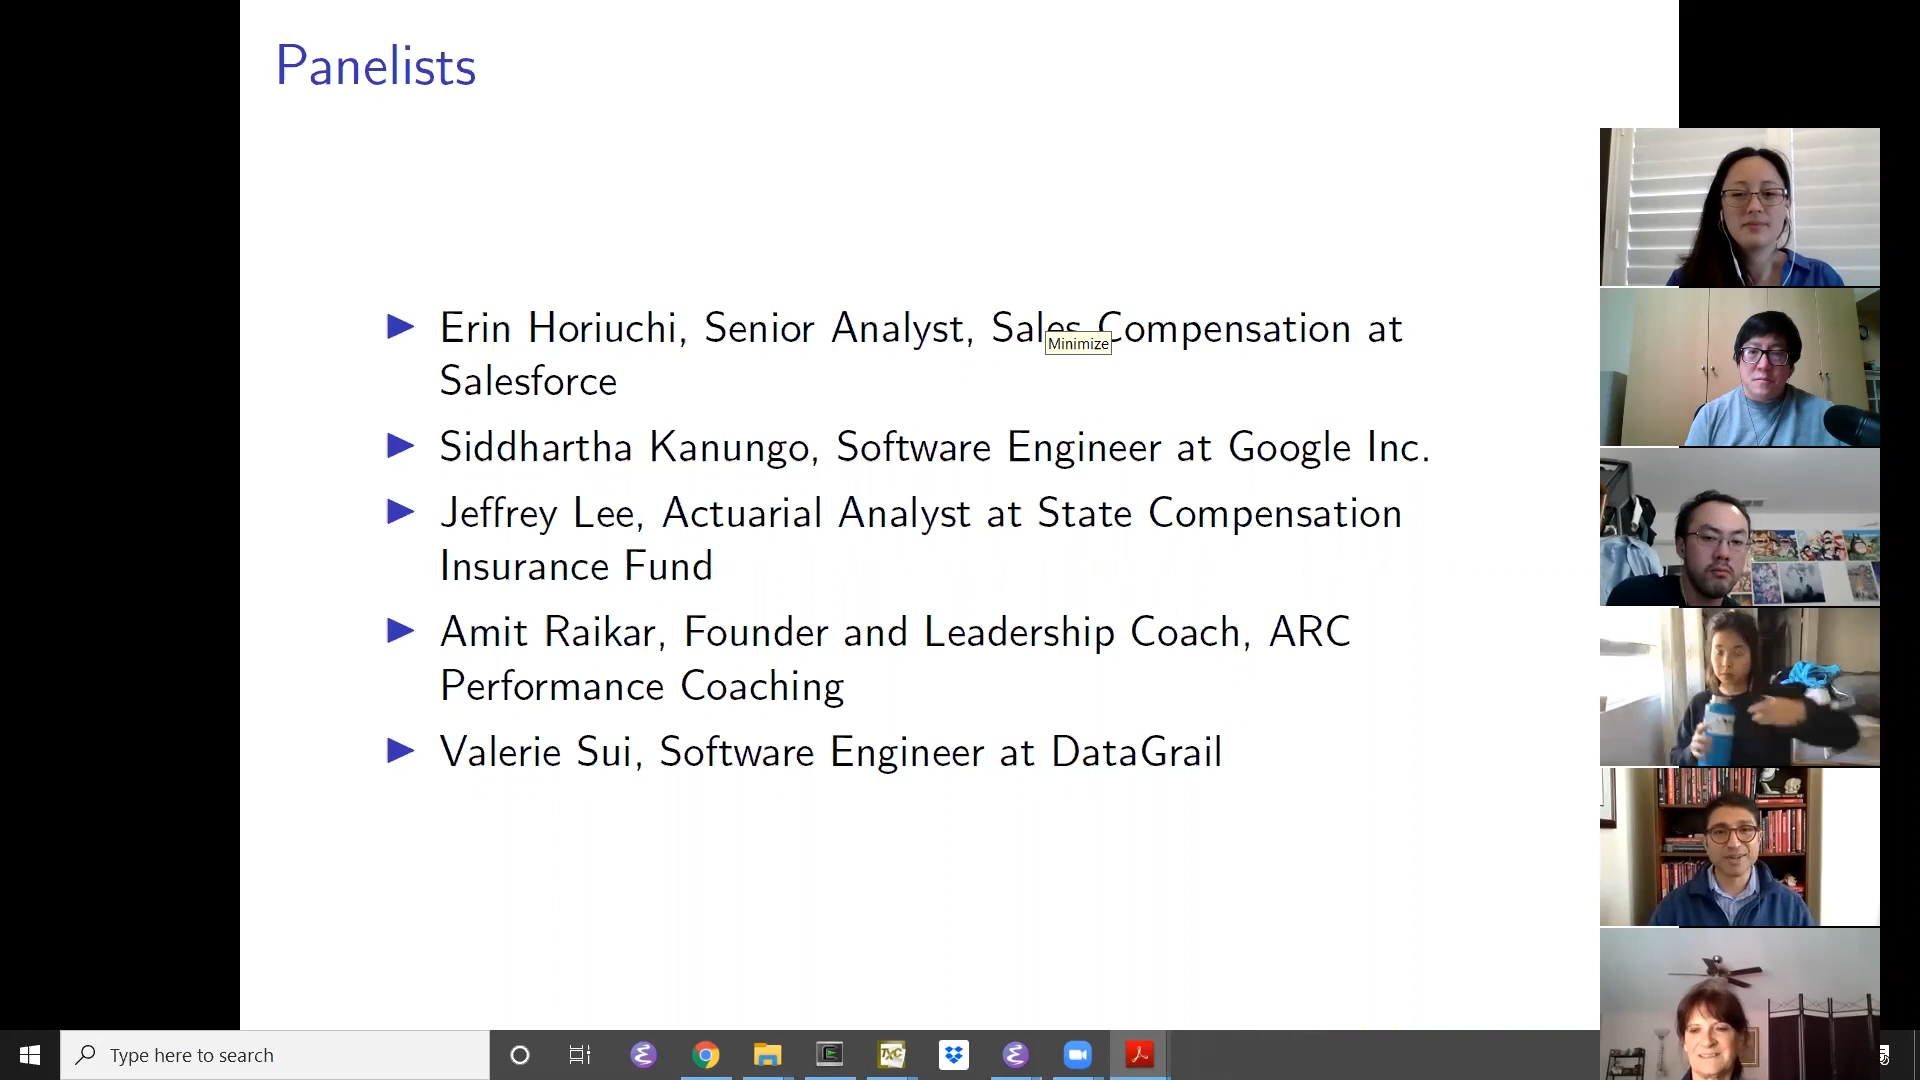 Panelists
Erin Horiuchi, Senior Analyst, Sales Compensation at
Minimize
Salesforce
Siddhartha Kanungo, Software Engineer at Google Inc.
Jeffrey Lee, Actuarial Analyst at State Compensation
Insurance Fund
Amit Raikar, Founder and Leadership Coach, ARC
Performance Coaching
Valerie Sui, Software Engineer at DataGrail
Type here to search
TXC